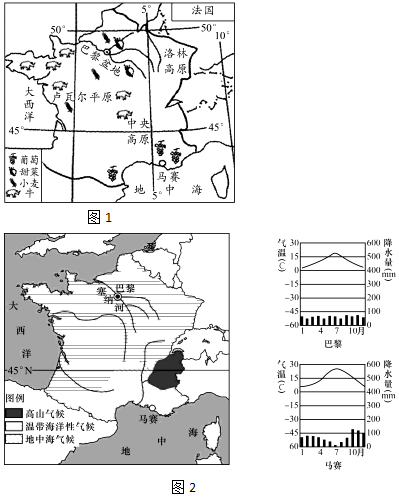 法国
50°
5°
50°
10°
巴黎盆地
洛林
高原
大
西
洋
卢瓦尔平原
45°
中央
高原
45°
葡萄
甜菜
小麦
牛
马赛
地中海
5°
图1
大
西
洋
塞
纳
河
巴黎
45°N
图例
高山气候
温带海洋性气候
地中海气候
马赛
地
中
海
图2
气温(℃)
降水量(mm)
30 600
15 500
0 400
-15 300
-30 200
-45 100
-60 0
1 4 7 10月
巴黎
气温(℃)
降水量(mm)
30 600
15 500
0 400
-15 300
-30 200
45 100
60 0
1 4 7 10月
马赛